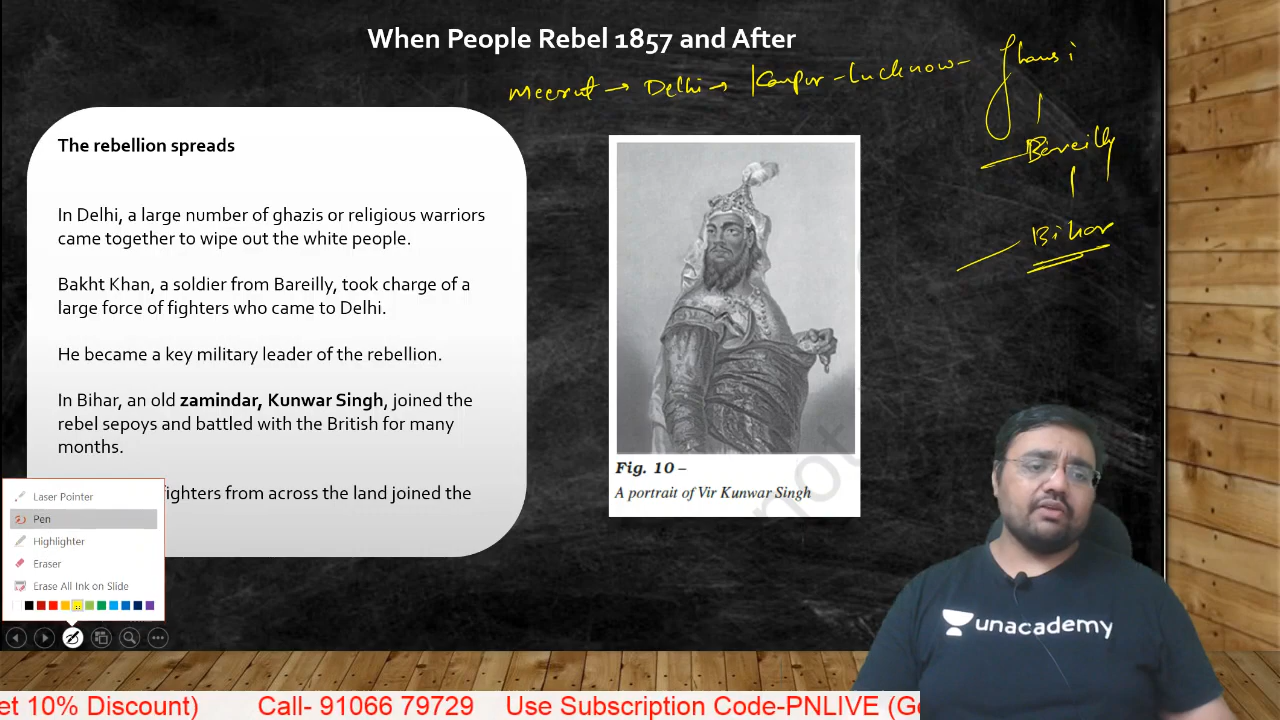 When People Rebel 1857 and After
Meerut → Delhi → Kanpur - Lucknow -
Jhansi
Bareilly
Bihar
The rebellion spreads
In Delhi, a large number of ghazis or religious warriors
came together to wipe out the white people.
Bakht Khan, a soldier from Bareilly, took charge of a
large force of fighters who came to Delhi.
He became a key military leader of the rebellion.
In Bihar, an old zamindar, Kunwar Singh, joined the
rebel sepoys and battled with the British for many
months.
fighters from across the land joined the
Fig. 10 –
A portrait of Vir Kunwar Singh
not
Laser Pointer
Pen
Highlighter
Eraser
Erase All Ink on Slide
unacademy
et 10% Discount) Call- 91066 79729 Use Subscription Code-PNLIVE (Ge